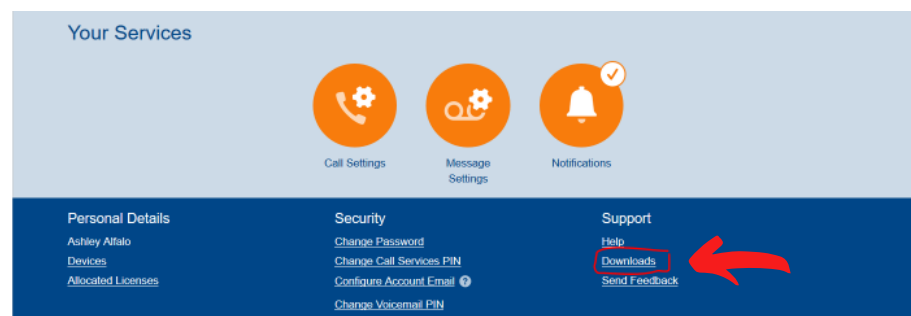 Your Services
Call Settings
Message
Settings
Notifications
Personal Details
Ashley Alfalo
Devices
Allocated Licenses
Security
Change Password
Change Call Services PIN
Configure Account Email ?
Change Voicemail PIN
Support
Help
Downloads
Send Feedback